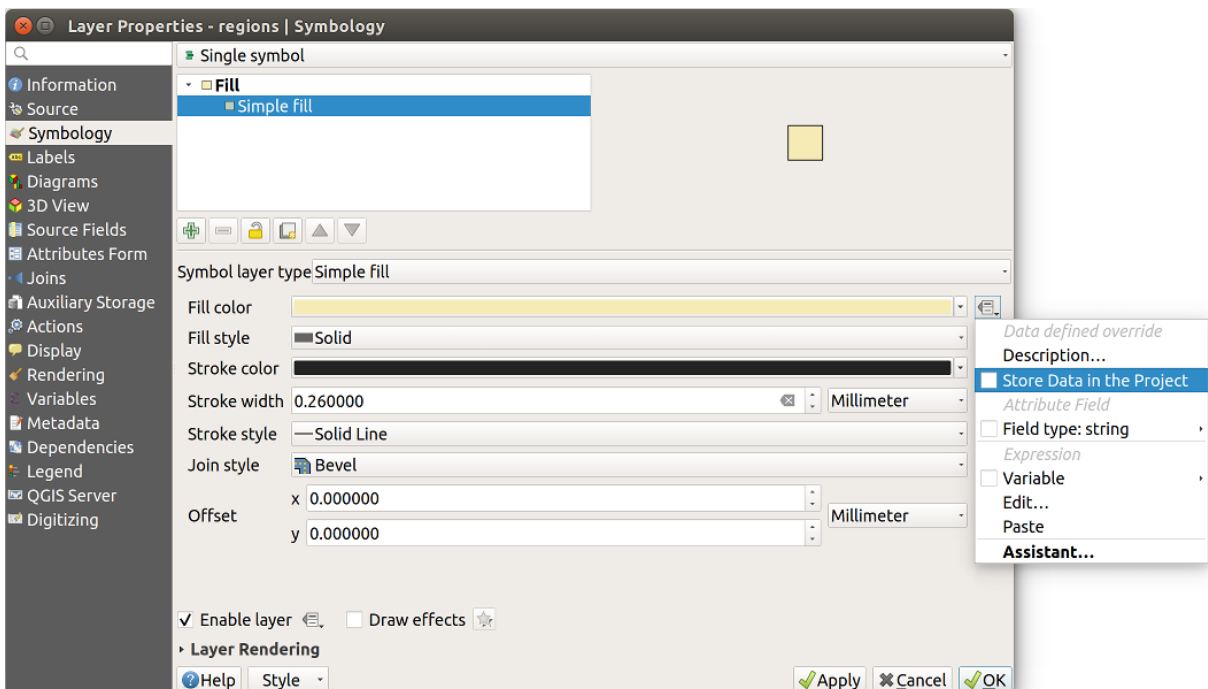 Layer Properties - regions | Symbology
Information
Source
Symbology
Labels
Diagrams
3D View
Source Fields
Attributes Form
Joins
Auxiliary Storage
Actions
Display
Rendering
Variables
Metadata
Dependencies
Legend
QGIS Server
Digitizing
Single symbol
Fill
Simple fill
Symbol layer type Simple fill
Fill color
Fill style Solid
Stroke color
Stroke width 0.260000 Millimeter
Stroke style Solid Line
Join style Bevel
Offset
x 0.000000
y 0.000000
Millimeter
Enable layer Draw effects
Layer Rendering
Help Style Apply Cancel OK
Data defined override
Description...
Store Data in the Project
Attribute Field
Field type: string
Expression
Variable
Edit...
Paste
Assistant...